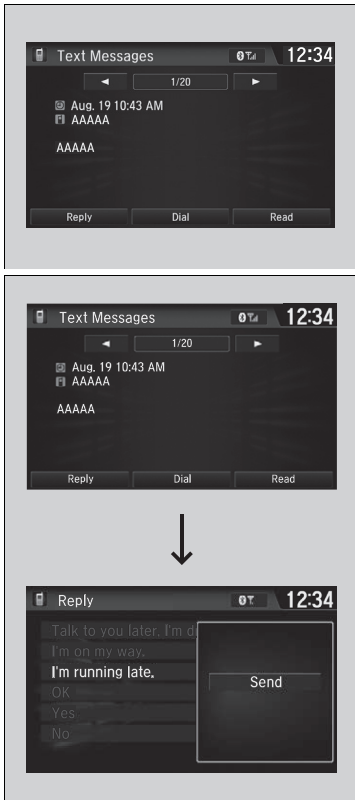 Text Messages 12:34
1/20
Aug. 19 10:43 AM
AAAAA
AAAAA
Reply Dial Read
Text Messages 12:34
1/20
Aug. 19 10:43 AM
AAAAA
AAAAA
Reply Dial Read
Reply 12:34
Talk to you later. I'm
I'm on my way.
I'm running late.
Send
OK
Yes
No